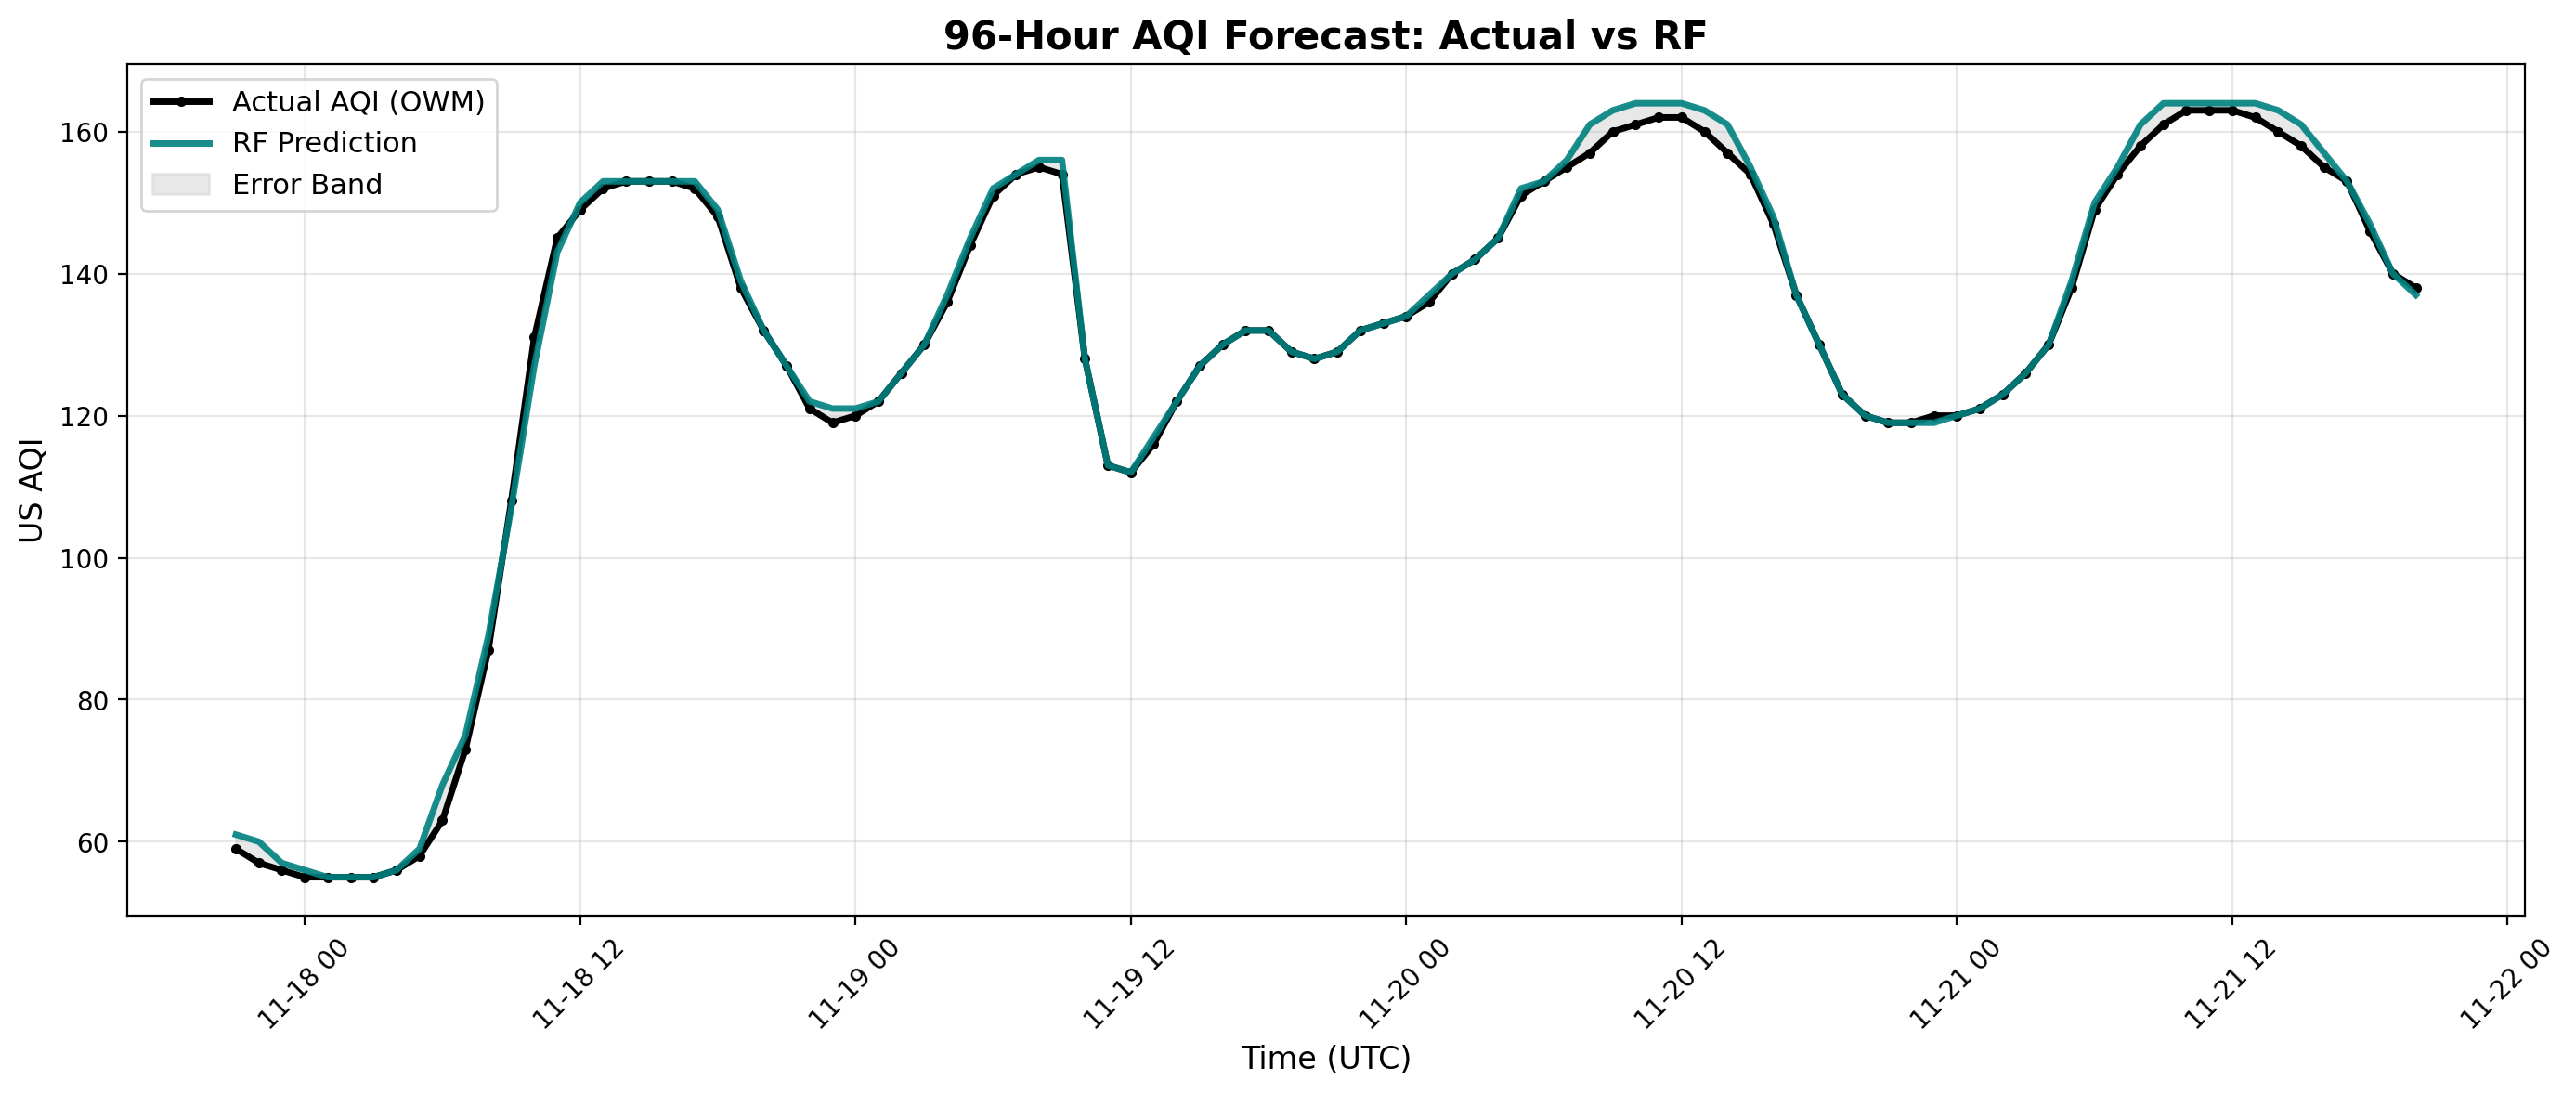 96-Hour AQI Forecast: Actual vs RF
Actual AQI (OWM)
RF Prediction
Error Band
US AQI
160
140
120
100
80
60
11-18 00
11-18 12
11-19 00
11-19 12
11-20 00
11-20 12
11-21 00
11-21 12
11-22 00
Time (UTC)